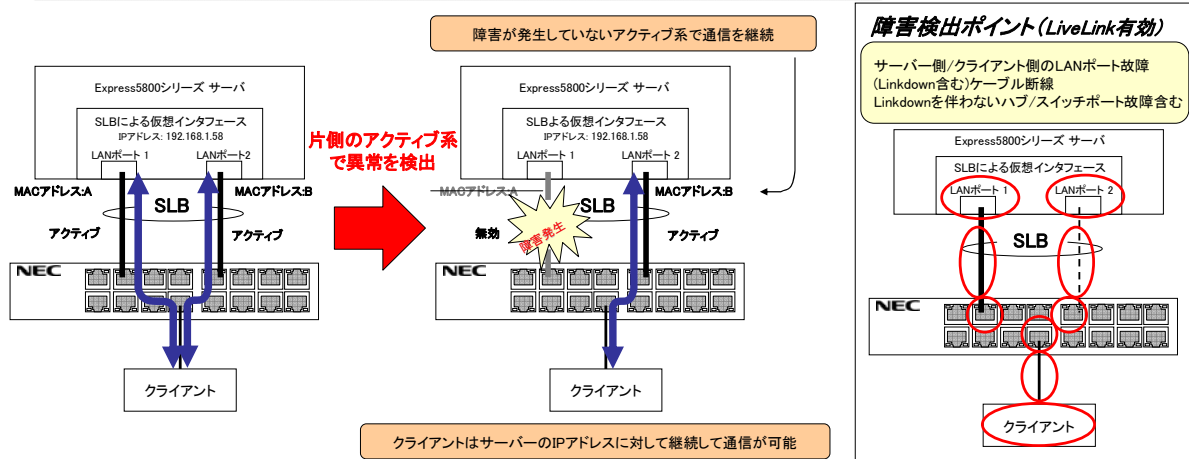 障害が発生していないアクティブ系で通信を継続
Express5800シリーズ サーバ
SLBによる仮想インタフェース
IPアドレス: 192.168.1.58
LANポート 1
LANポート2
MACアドレス:A
MACアドレス:B
SLB
アクティブ
アクティブ
NEC
クライアント
片側のアクティブ系
で異常を検出
Express5800シリーズ サーバ
SLBよる仮想インタフェース
IPアドレス: 192.168.1.58
LANポート 1
LANポート 2
MACアドレス:A
MACアドレス:B
SLB
無効
障害発生
アクティブ
NEC
クライアント
クライアントはサーバーのIPアドレスに対して継続して通信が可能
障害検出ポイント(LiveLink有効)
サーバー側/クライアント側のLANポート故障
(Linkdown含む)ケーブル断線
Linkdownを伴わないハブ/スイッチポート故障含む
Express5800シリーズ サーバ
SLBによる仮想インタフェース
LANポート 1
LANポート 2
SLB
NEC
クライアント